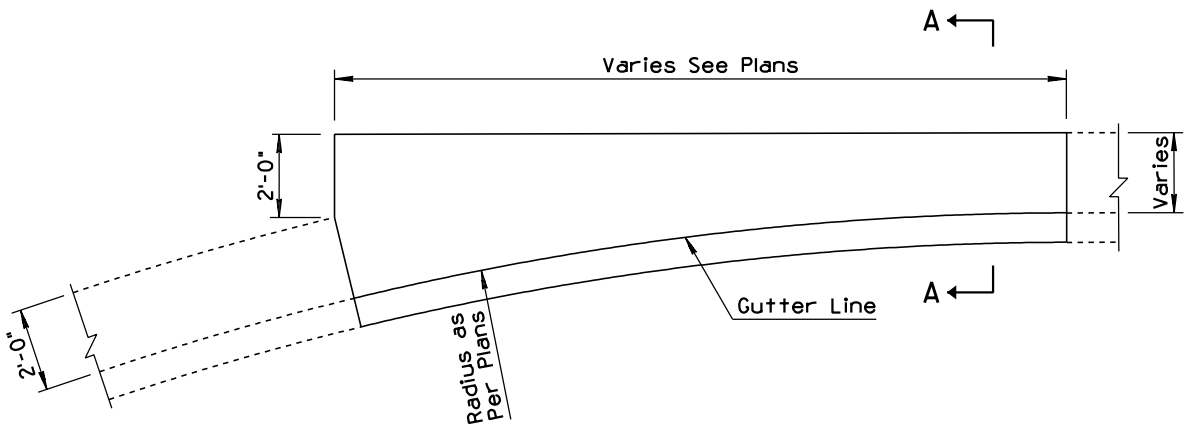 A
Varies See Plans
2'-0"
Varies
A
Gutter Line
2'-0"
Radius as
Per Plans